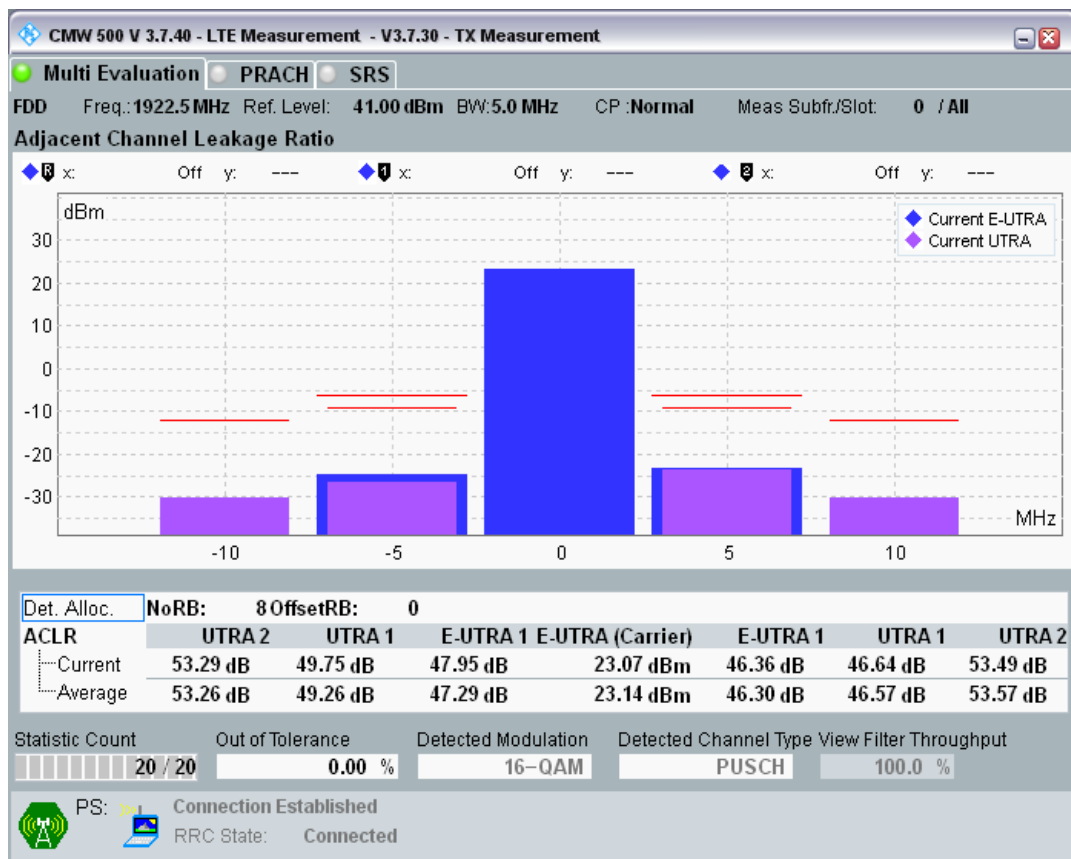 CMW 500 V 3.7.40 - LTE Measurement - V3.7.30 - TX Measurement
Multi Evaluation PRACH SRS
FDD Freq.:1922.5 MHz Ref. Level: 41.00 dBm BW:5.0 MHz CP :Normal Meas Subfr./Slot: 0 / All
Adjacent Channel Leakage Ratio
R x: Off y: --- 1 x: Off y: --- 2 x: Off y: ---
dBm
Current E-UTRA
Current UTRA
30
20
10
0
-10
-20
-30
MHz
-10 -5 0 5 10
Det. Alloc. NoRB: 8 OffsetRB: 0
ACLR UTRA 2 UTRA 1 E-UTRA 1 E-UTRA (Carrier) E-UTRA 1 UTRA 1 UTRA 2
Current 53.29 dB 49.75 dB 47.95 dB 23.07 dBm 46.36 dB 46.64 dB 53.49 dB
Average 53.26 dB 49.26 dB 47.29 dB 23.14 dBm 46.30 dB 46.57 dB 53.57 dB
Statistic Count Out of Tolerance Detected Modulation Detected Channel Type View Filter Throughput
20 / 20 0.00 % 16-QAM PUSCH 100.0 %
PS: Connection Established
RRC State: Connected